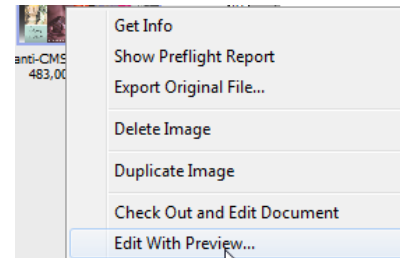 Get Info
Show Preflight Report
anti-CMS
483,00
Export Original File...
Delete Image
Duplicate Image
Check Out and Edit Document
Edit With Preview...